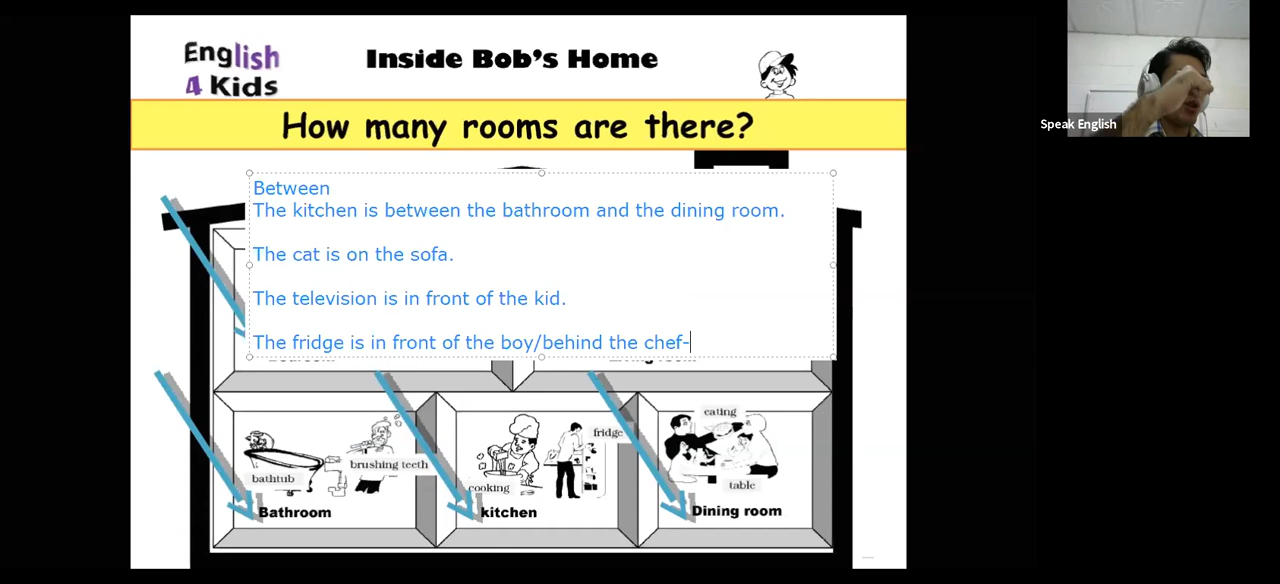 English
4 Kids
Inside Bob's Home
How many rooms are there?
Speak English
Between
The kitchen is between the bathroom and the dining room.
The cat is on the sofa.
The television is in front of the kid.
The fridge is in front of the boy/behind the chef-
bathtub
brushing teeth
Bathroom
cooking
fridge
kitchen
eating
table
Dining room